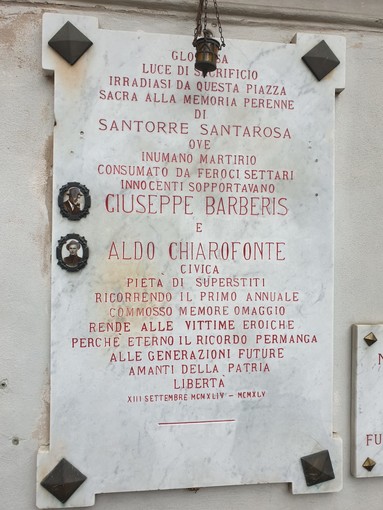 GLORIOSA
LUCE DI SACRIFICIO
IRRADIASI DA QUESTA PIAZZA
SACRA ALLA MEMORIA PERENNE
DI
SANTORRE SANTAROSA
OVE
INUMANO MARTIRIO
CONSUMATO DA FEROCI SETTARI
INNOCENTI SOPPORTAVANO
GIUSEPPE BARBERIS
E
ALDO CHIAROFONTE
CIVICA
PIETÀ DI SUPERSTITI
RICORRENDO IL PRIMO ANNUALE
COMMOSSO MEMORE OMAGGIO
RENDE ALLE VITTIME EROICHE
PERCHÈ ETERNO IL RICORDO PERMANGA
ALLE GENERAZIONI FUTURE
AMANTI DELLA PATRIA
LIBERTÀ
XIII SETTEMBRE MCMXLIV - MCMXLV
FU